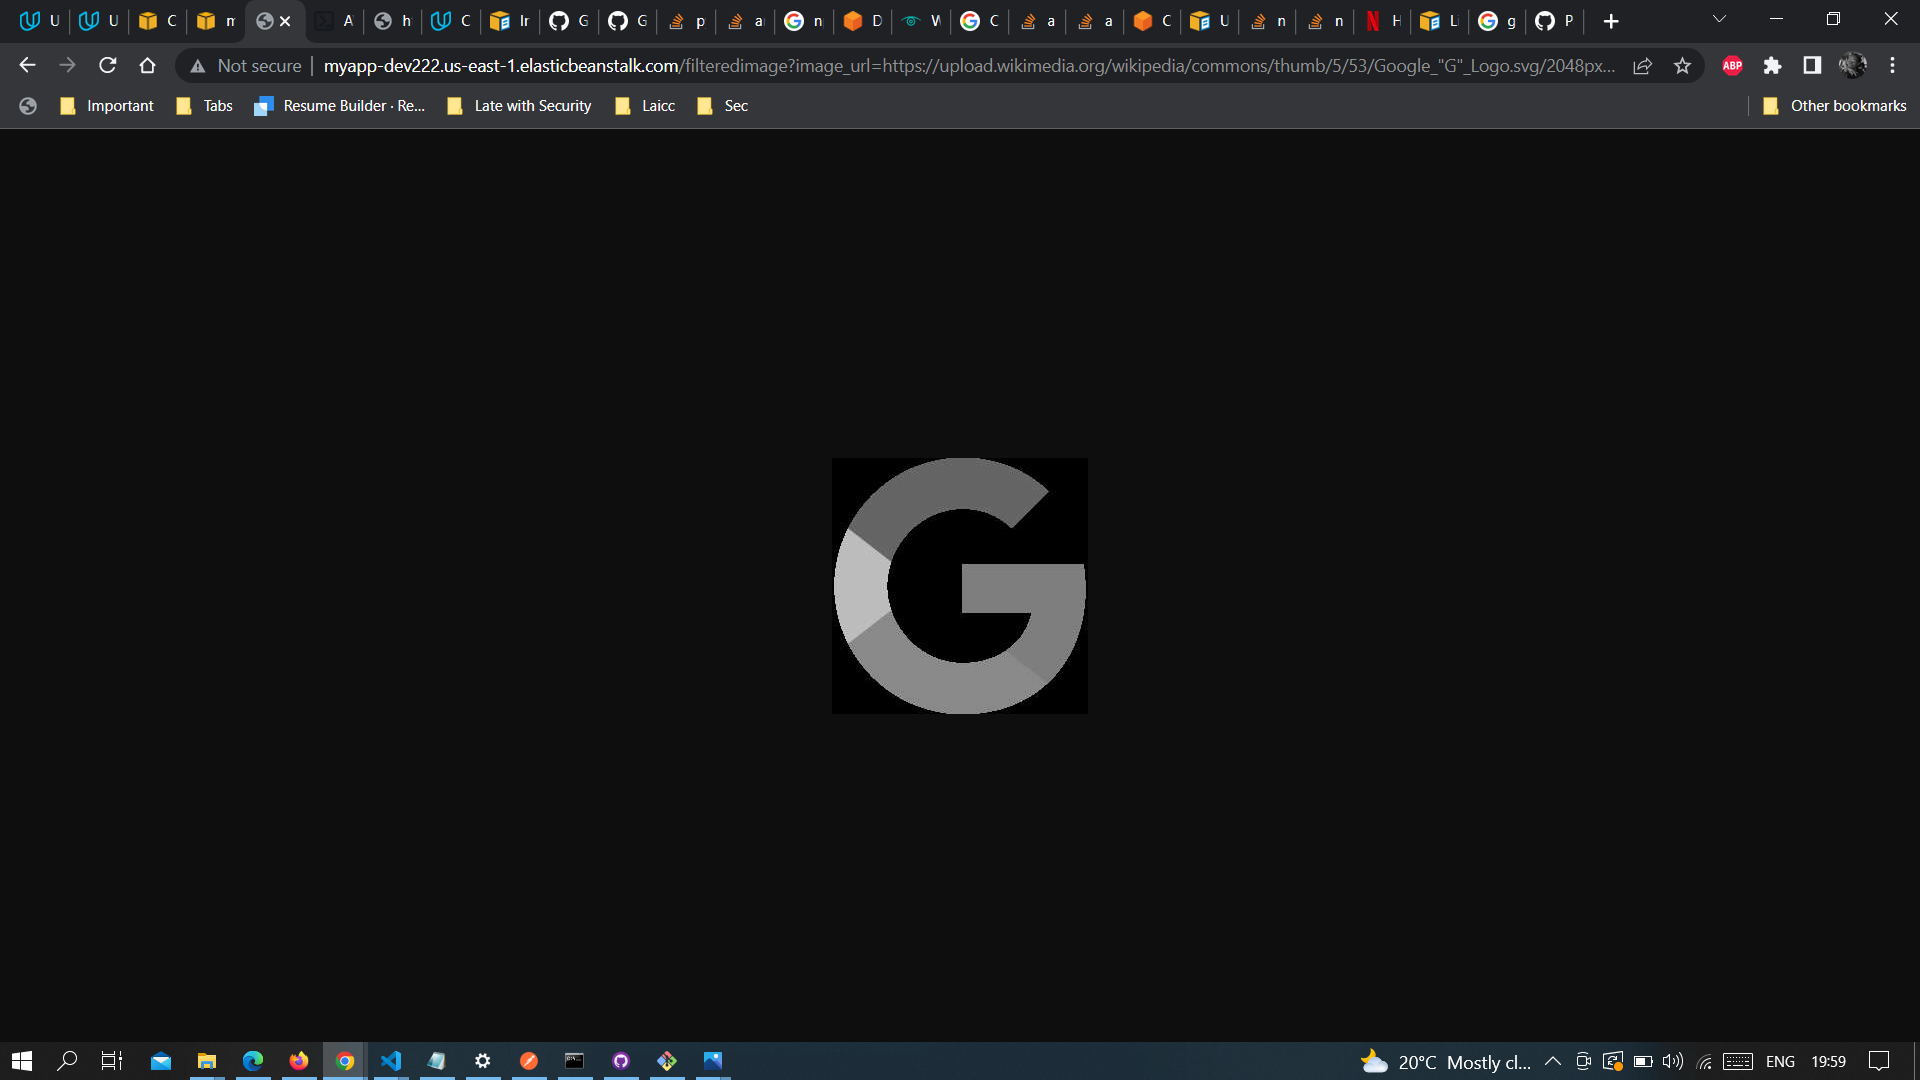 U U C m A h C Ir G G p a n D W G C a a C U n n H L g P
Not secure myapp-dev222.us-east-1.elasticbeanstalk.com/filteredimage?image_url=https://upload.wikimedia.org/wikipedia/commons/thumb/5/53/Google_"G"_Logo.svg/2048px... ABP
Important Tabs Resume Builder · Re... Late with Security Laicc Sec Other bookmarks
G
20°C Mostly cl... ENG 19:59